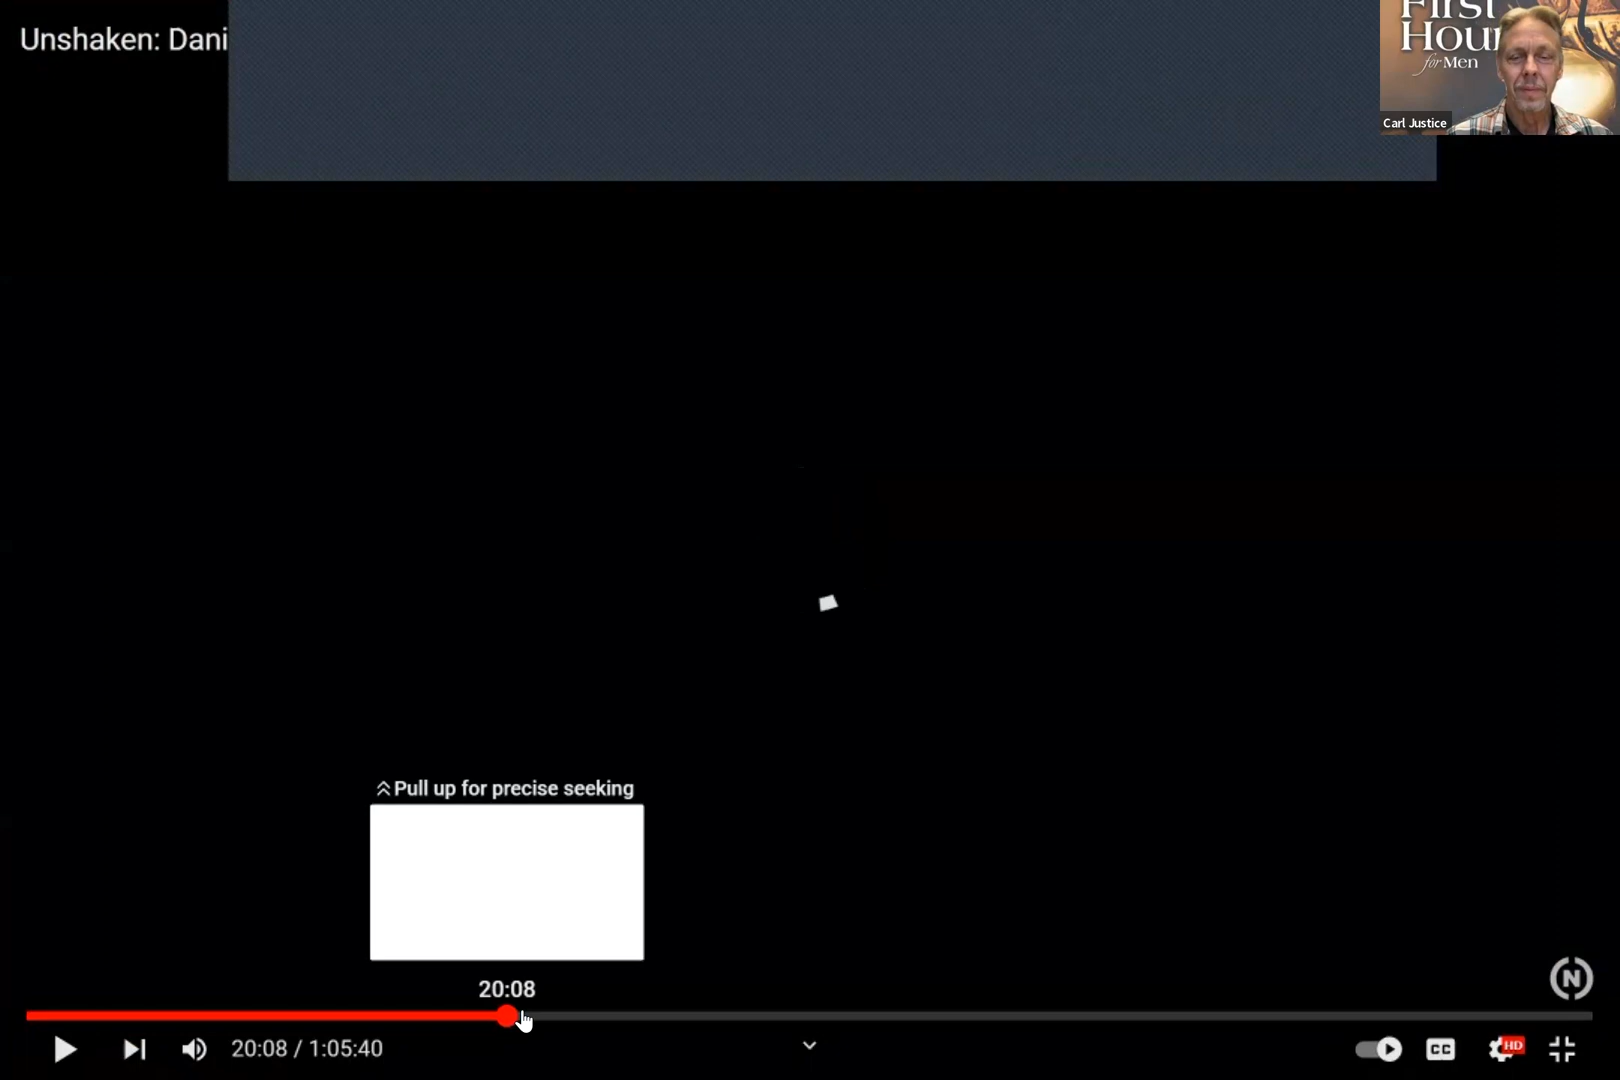 Unshaken: Dani
First
Hour
for Men
Carl Justice
Pull up for precise seeking
20:08
20:08 / 1:05:40
CC
HD
N